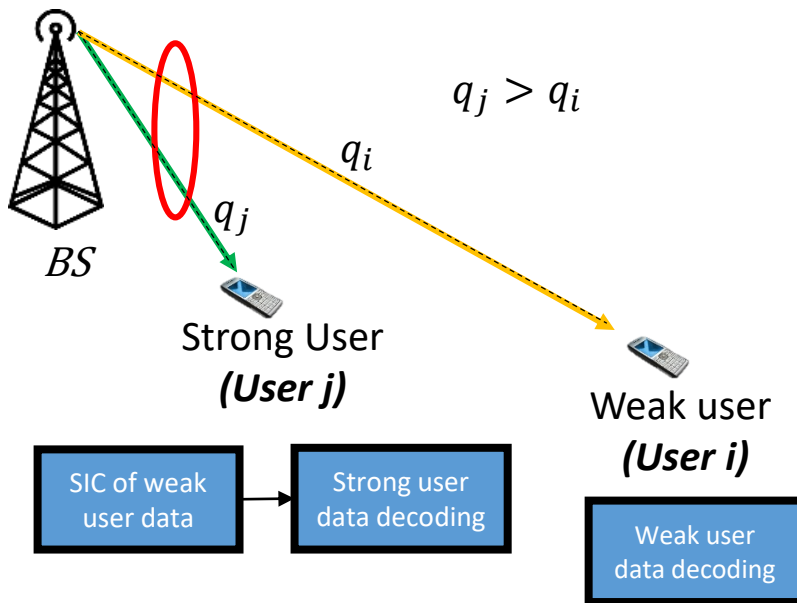 q_j > q_i
q_i
q_j
BS
Strong User
(User j)
Weak user
(User i)
SIC of weak
user data
Strong user
data decoding
Weak user
data decoding